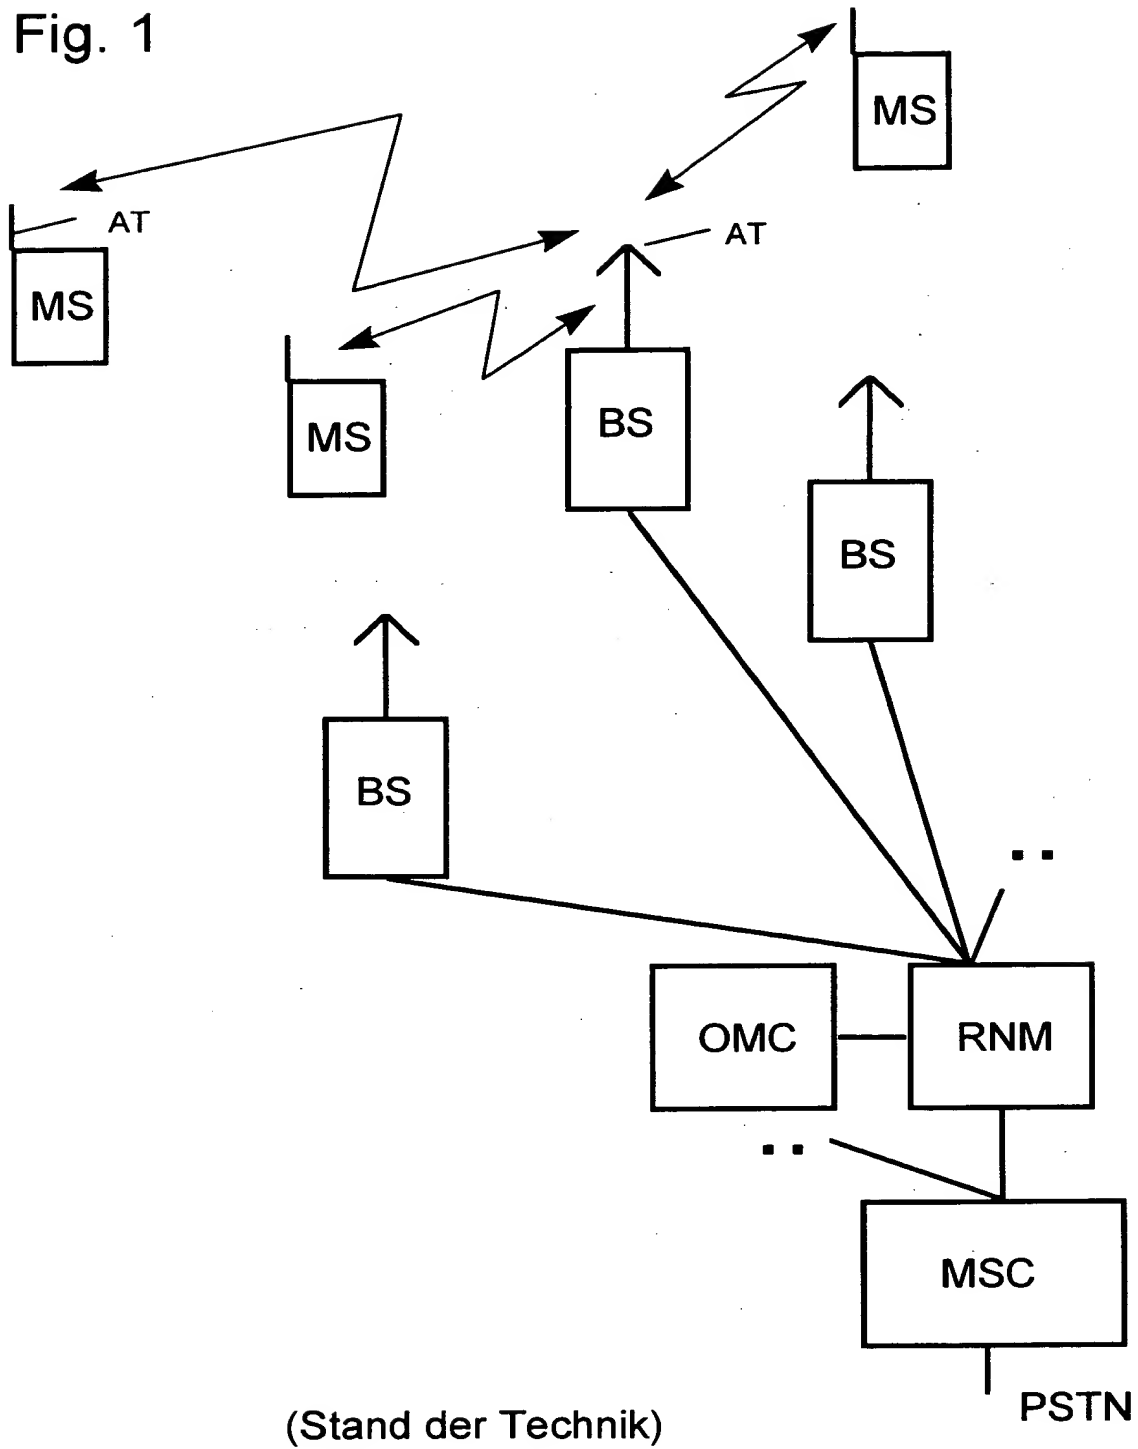 Fig. 1
MS
AT
AT
MS
MS
BS
BS
BS
OMC
RNM
MSC
PSTN
(Stand der Technik)